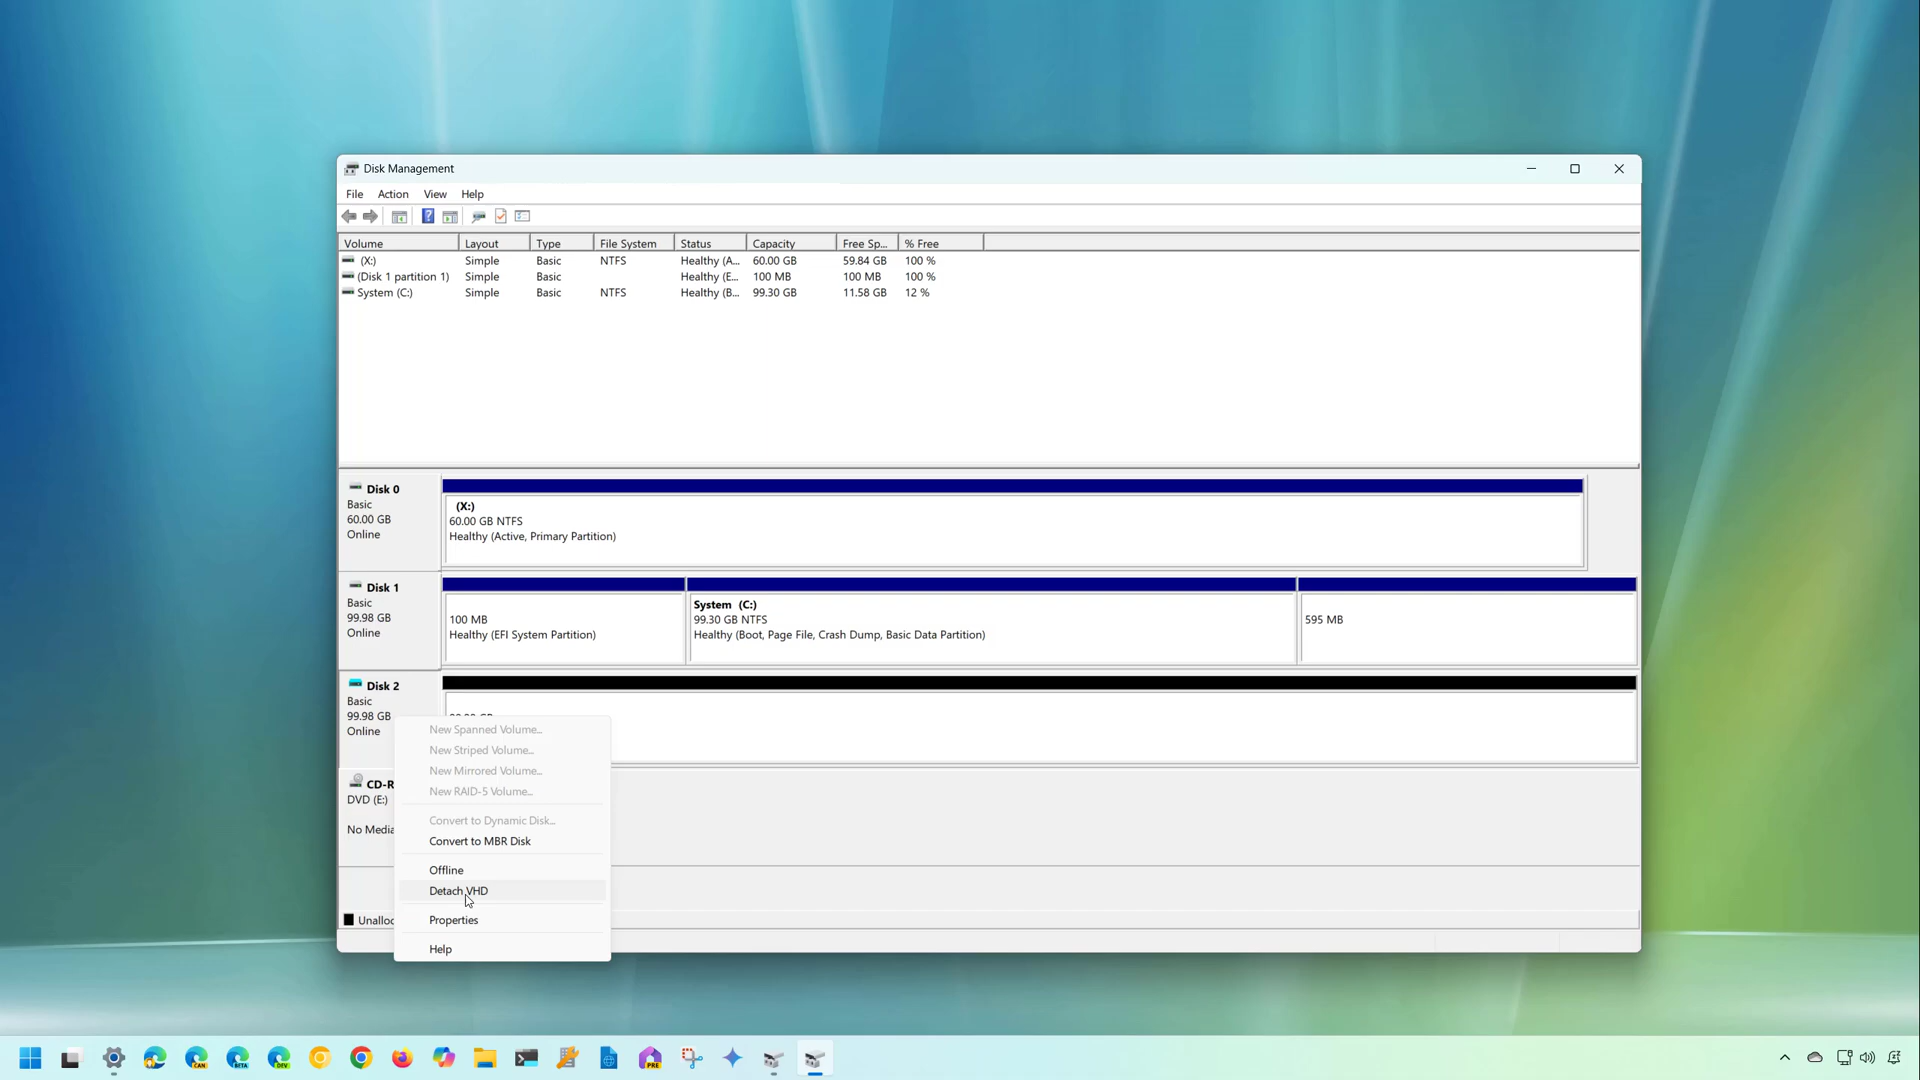 Disk Management
File Action View Help
Volume Layout Type File System Status Capacity Free Sp... % Free
(X:) Simple Basic NTFS Healthy (A... 60.00 GB 59.84 GB 100 %
(Disk 1 partition 1) Simple Basic Healthy (E... 100 MB 100 MB 100 %
System (C:) Simple Basic NTFS Healthy (B... 99.30 GB 11.58 GB 12 %
Disk 0
Basic
60.00 GB
Online
(X:)
60.00 GB NTFS
Healthy (Active, Primary Partition)
Disk 1
Basic
99.98 GB
Online
100 MB
Healthy (EFI System Partition)
System (C:)
99.30 GB NTFS
Healthy (Boot, Page File, Crash Dump, Basic Data Partition)
595 MB
Disk 2
Basic
99.98 GB
Online
CD-R
DVD (E:)
No Media
Unalloc
New Spanned Volume...
New Striped Volume...
New Mirrored Volume...
New RAID-5 Volume...
Convert to Dynamic Disk...
Convert to MBR Disk
Offline
Detach VHD
Properties
Help
CAN BETA DEV PRE